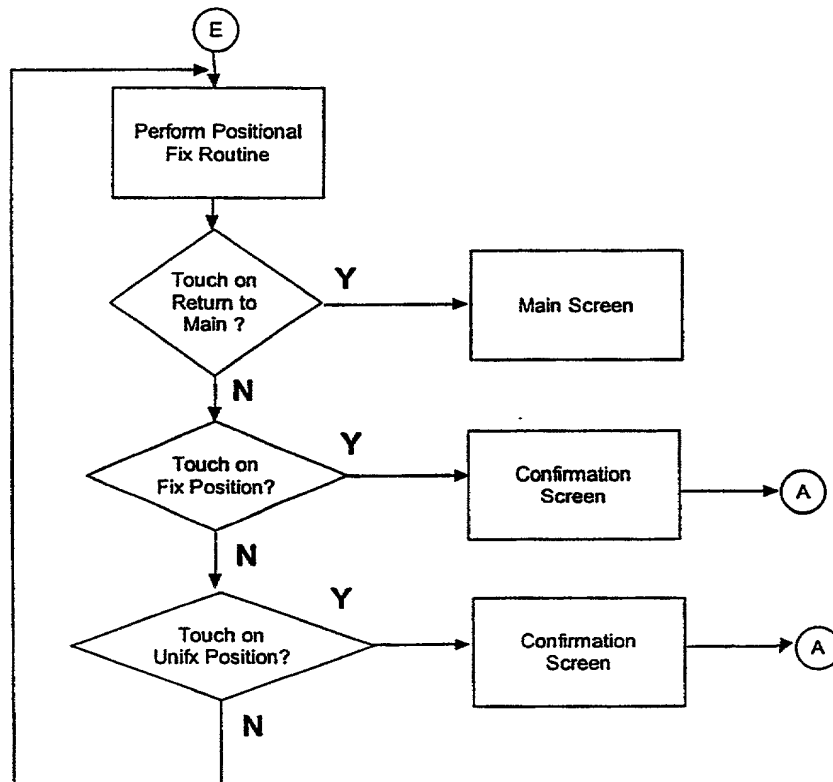 E
Perform Positional
Fix Routine
Touch on
Return to
Main ?
Y
Main Screen
N
Touch on
Fix Position?
Y
Confirmation
Screen
A
N
Touch on
Unifx Position?
Y
Confirmation
Screen
A
N